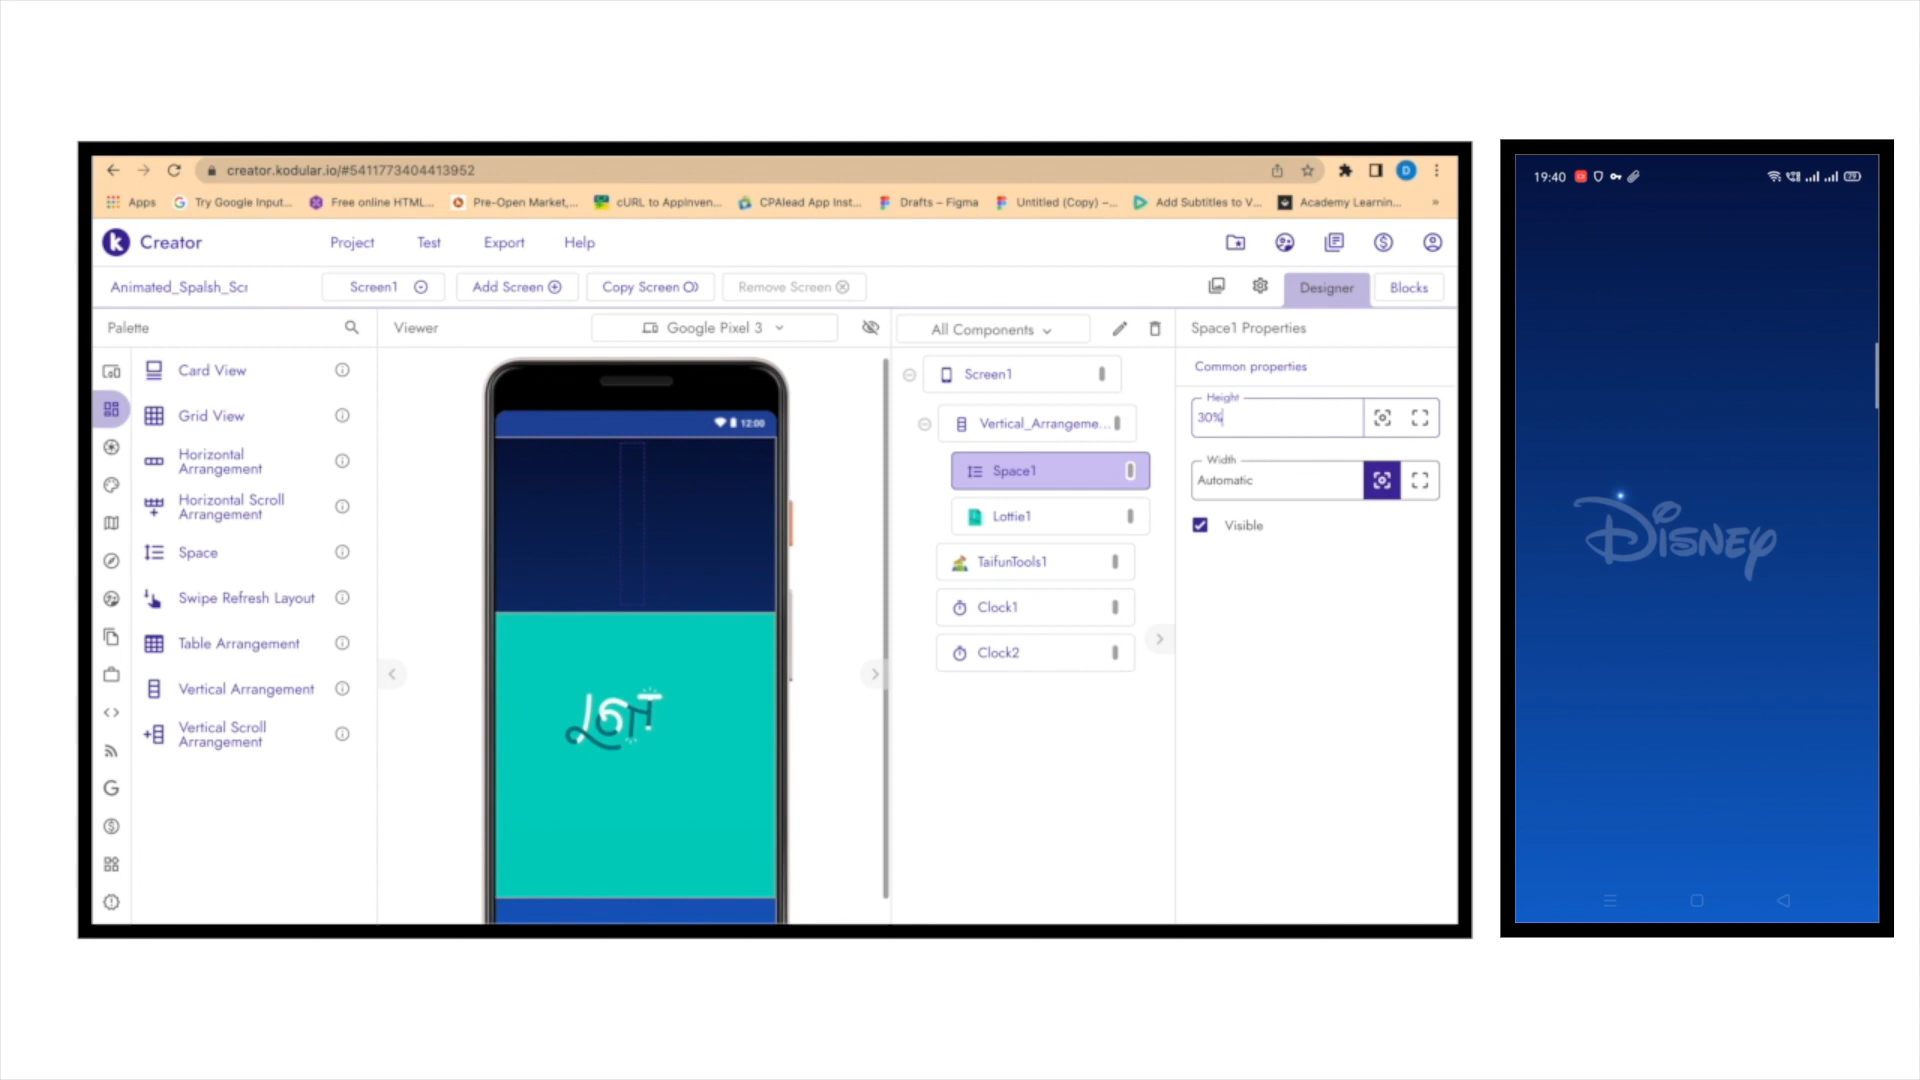 creator.kodular.io/#5411773404413952
D
Apps
Try Google Input...
Free online HTML...
Pre-Open Market,...
cURL to AppInven...
CPAlead App Inst...
Drafts – Figma
Untitled (Copy) –...
Add Subtitles to V...
Academy Learnin...
»
Creator
Project
Test
Export
Help
Animated_Spalsh_Scr
Screen1
Add Screen
Copy Screen
Remove Screen
Designer
Blocks
Palette
Viewer
Google Pixel 3
All Components
Space1 Properties
Card View
Grid View
Horizontal
Arrangement
Horizontal Scroll
Arrangement
Space
Swipe Refresh Layout
Table Arrangement
Vertical Arrangement
Vertical Scroll
Arrangement
12:00
LOT
Screen1
Vertical_Arrangeme...
Space1
Lottie1
TaifunTools1
Clock1
Clock2
Common properties
Height
30%
Width
Automatic
Visible
19:40
Disney